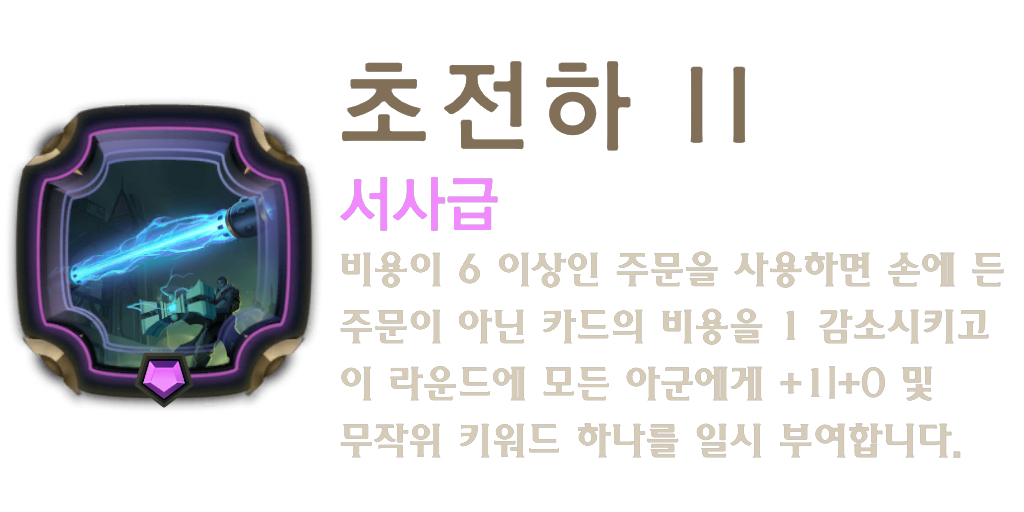 초전하 II
서사급
비용이 6 이상인 주문을 사용하면 손에 든
주문이 아닌 카드의 비용을 1 감소시키고
이 라운드에 모든 아군에게 +1|+0 및
무작위 키워드 하나를 일시 부여합니다.